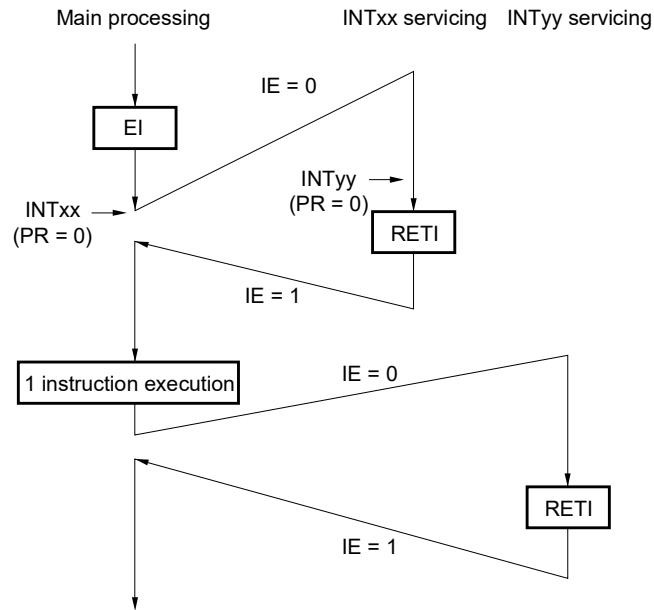 Main processing
INTxx servicing
INTyy servicing
IE = 0
EI
INTyy
(PR = 0)
INTxx
(PR = 0)
RETI
IE = 1
1 instruction execution
IE = 0
RETI
IE = 1